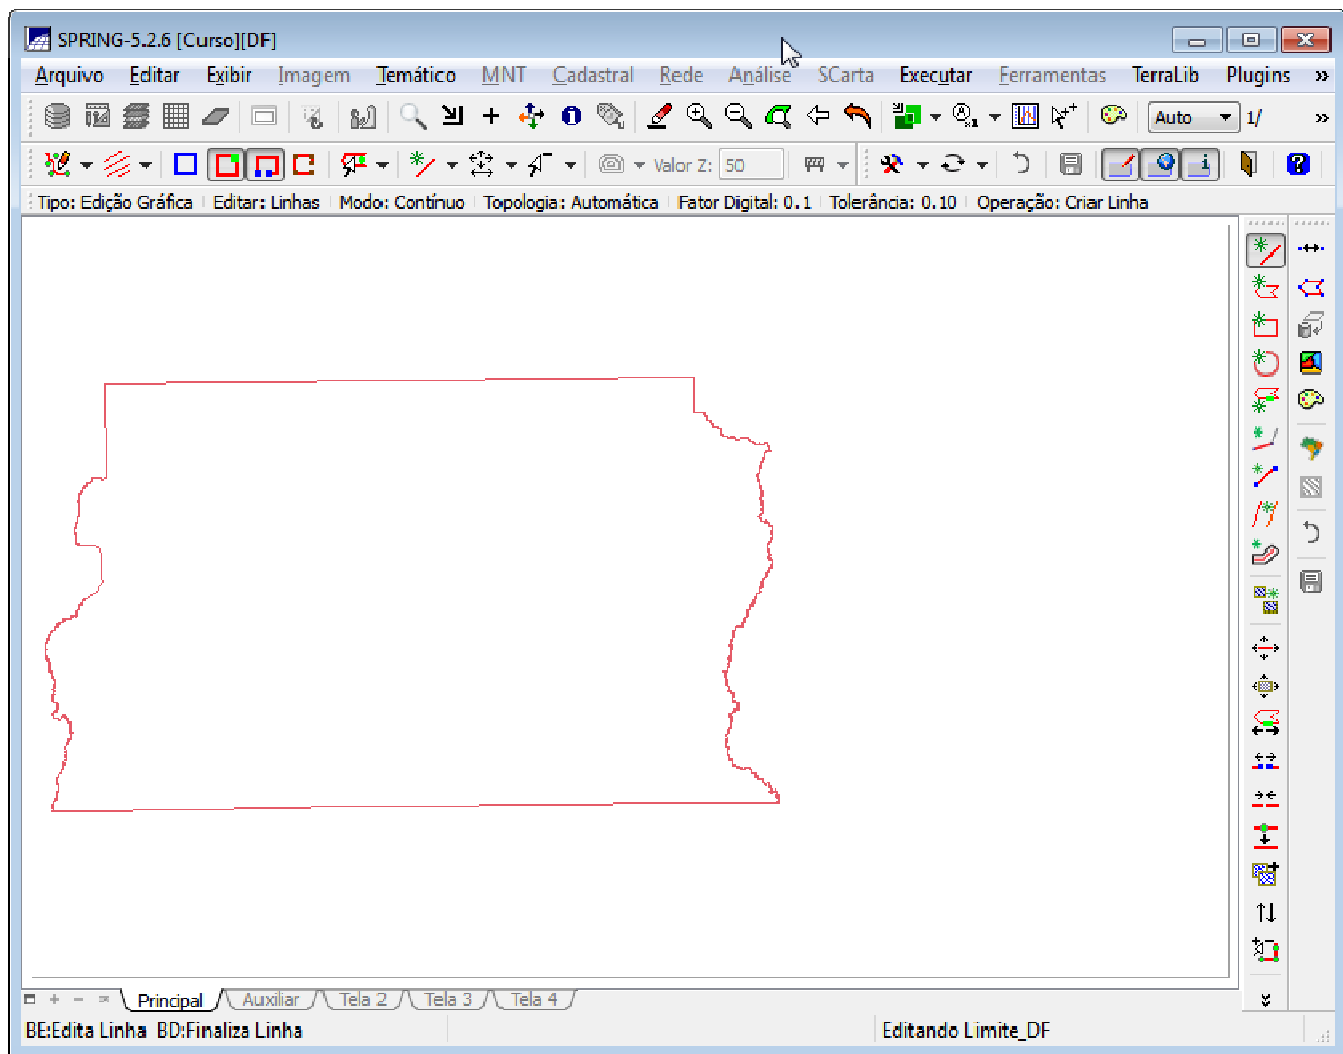 SPRING-5.2.6 [Curso][DF]
Arquivo Editar Exibir Imagem Temático MNT Cadastral Rede Análise SCarta Executar Ferramentas TerraLib Plugins »
Auto 1/ »
Valor Z: 50
Tipo: Edição Gráfica Editar: Linhas Modo: Contínuo Topologia: Automática Fator Digital: 0.1 Tolerância: 0.10 Operação: Criar Linha
Principal Auxiliar Tela 2 Tela 3 Tela 4
BE:Edita Linha BD:Finaliza Linha Editando Limite_DF